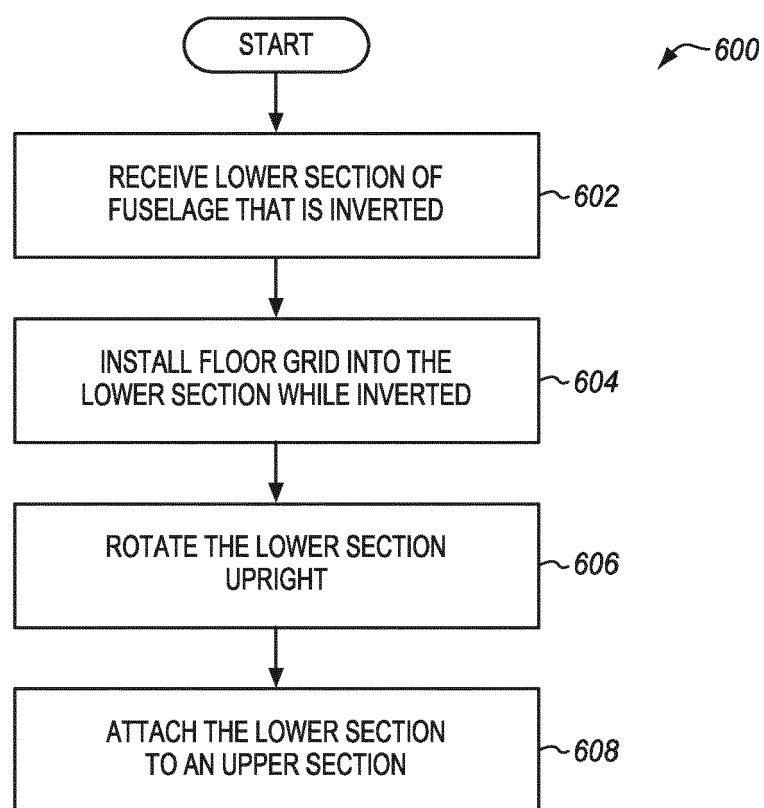 START
600
RECEIVE LOWER SECTION OF
FUSELAGE THAT IS INVERTED
602
INSTALL FLOOR GRID INTO THE
LOWER SECTION WHILE INVERTED
604
ROTATE THE LOWER SECTION
UPRIGHT
606
ATTACH THE LOWER SECTION
TO AN UPPER SECTION
608